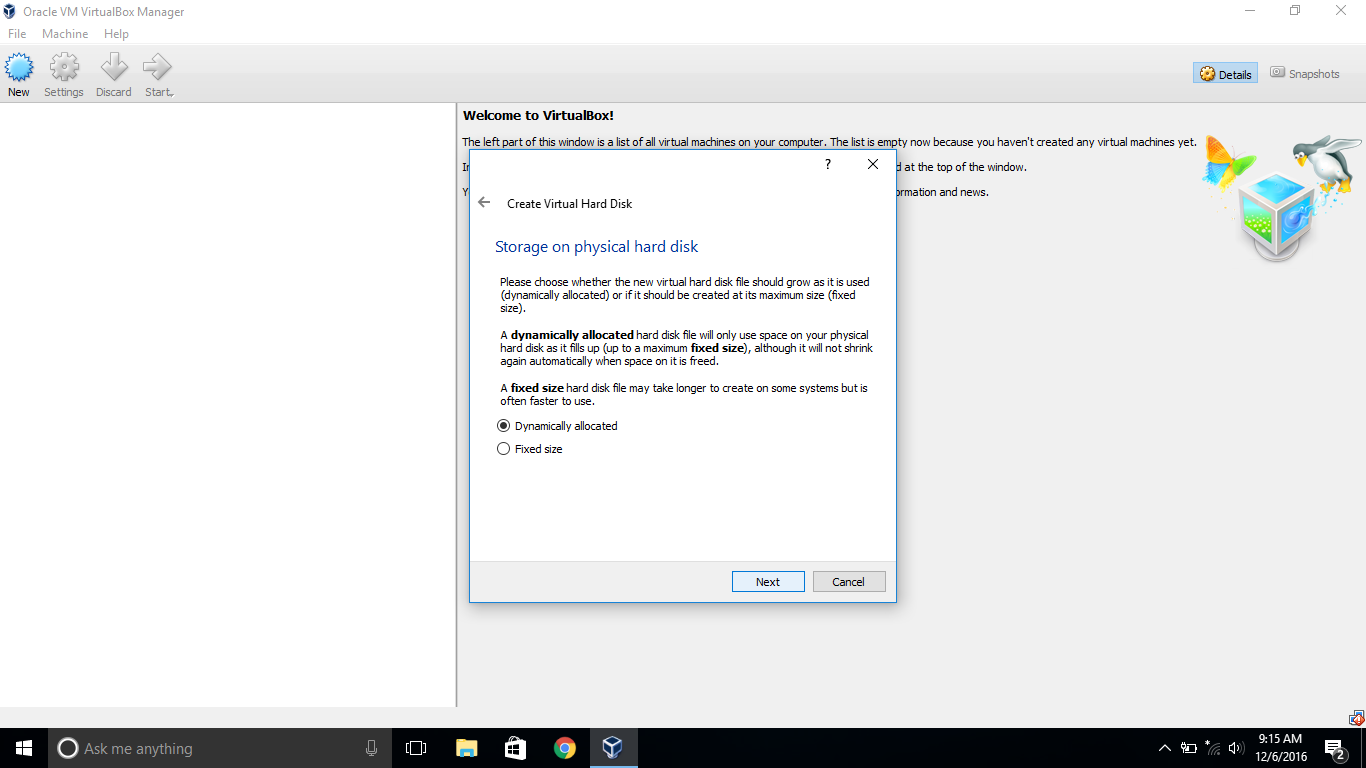 Oracle VM VirtualBox Manager
File Machine Help
New Settings Discard Start
Details Snapshots
Welcome to VirtualBox!
The left part of this window is a list of all virtual machines on your computer. The list is empty now because you haven't created any virtual machines yet.
d at the top of the window.
ormation and news.
?
Create Virtual Hard Disk
Storage on physical hard disk
Please choose whether the new virtual hard disk file should grow as it is used
(dynamically allocated) or if it should be created at its maximum size (fixed
size).
A dynamically allocated hard disk file will only use space on your physical
hard disk as it fills up (up to a maximum fixed size), although it will not shrink
again automatically when space on it is freed.
A fixed size hard disk file may take longer to create on some systems but is
often faster to use.
Dynamically allocated
Fixed size
Next Cancel
Ask me anything
9:15 AM
12/6/2016
2